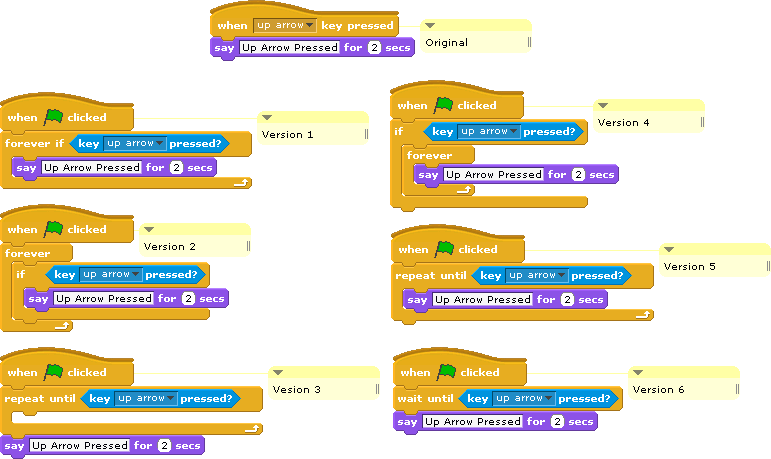 when up arrow key pressed
say Up Arrow Pressed for 2 secs
Original
when clicked
forever if key up arrow pressed?
say Up Arrow Pressed for 2 secs
Version 1
when clicked
forever
if key up arrow pressed?
say Up Arrow Pressed for 2 secs
Version 2
when clicked
repeat until key up arrow pressed?
say Up Arrow Pressed for 2 secs
Vesion 3
when clicked
if key up arrow pressed?
forever
say Up Arrow Pressed for 2 secs
Version 4
when clicked
repeat until key up arrow pressed?
say Up Arrow Pressed for 2 secs
Version 5
when clicked
wait until key up arrow pressed?
say Up Arrow Pressed for 2 secs
Version 6